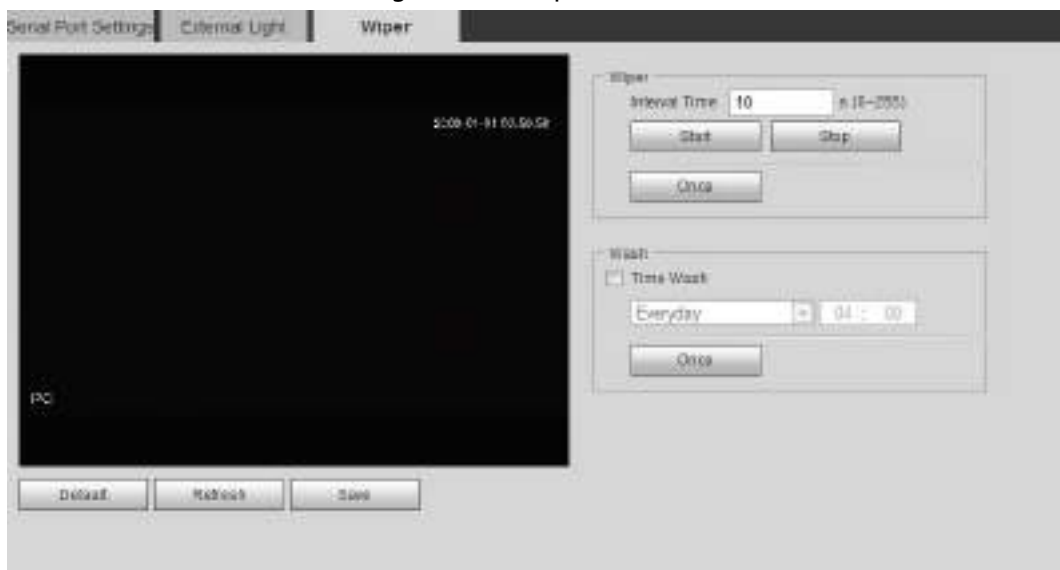 Serial Port Settings External Light Wiper
Wiper
Interval Time 10 s (0~255)
Start Stop
Once
Wash
Time Wash
Everyday 04 : 00
Once
Default Refresh Save